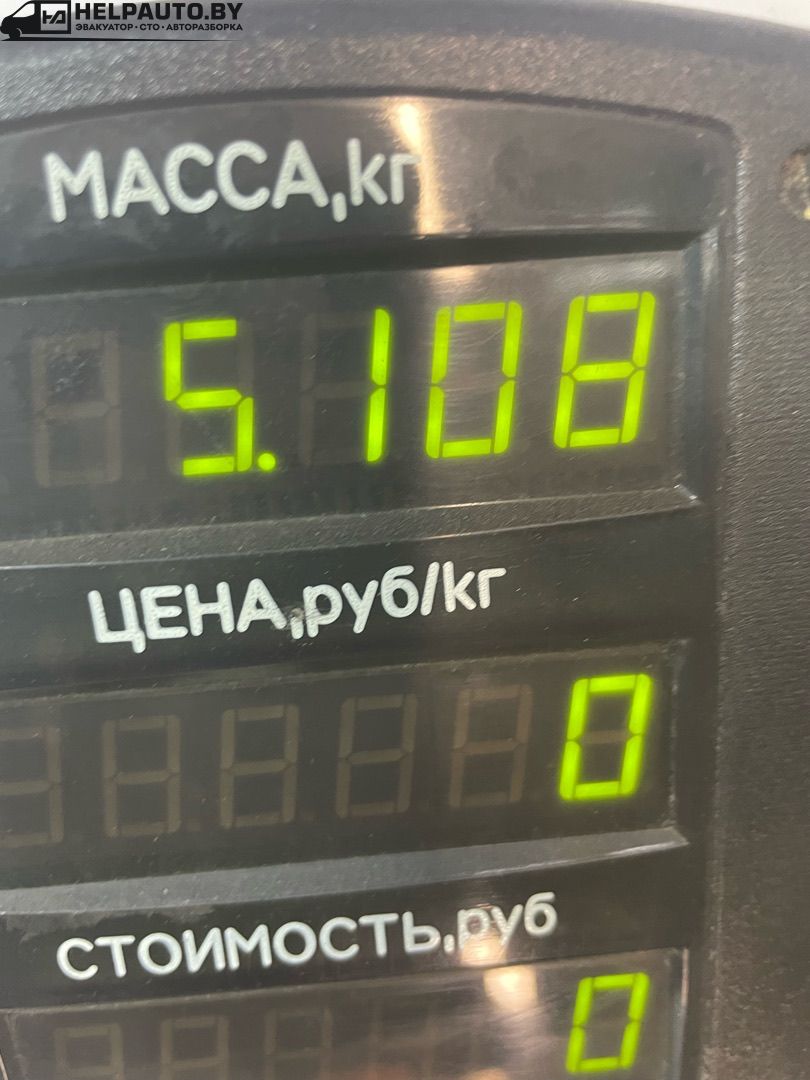 HELPAUTO.BY
ЭВАКУАТОР • СТО • АВТОРАЗБОРКА
МАССА,кг
5.108
ЦЕНА,руб/кг
0
СТОИМОСТЬ,руб
0